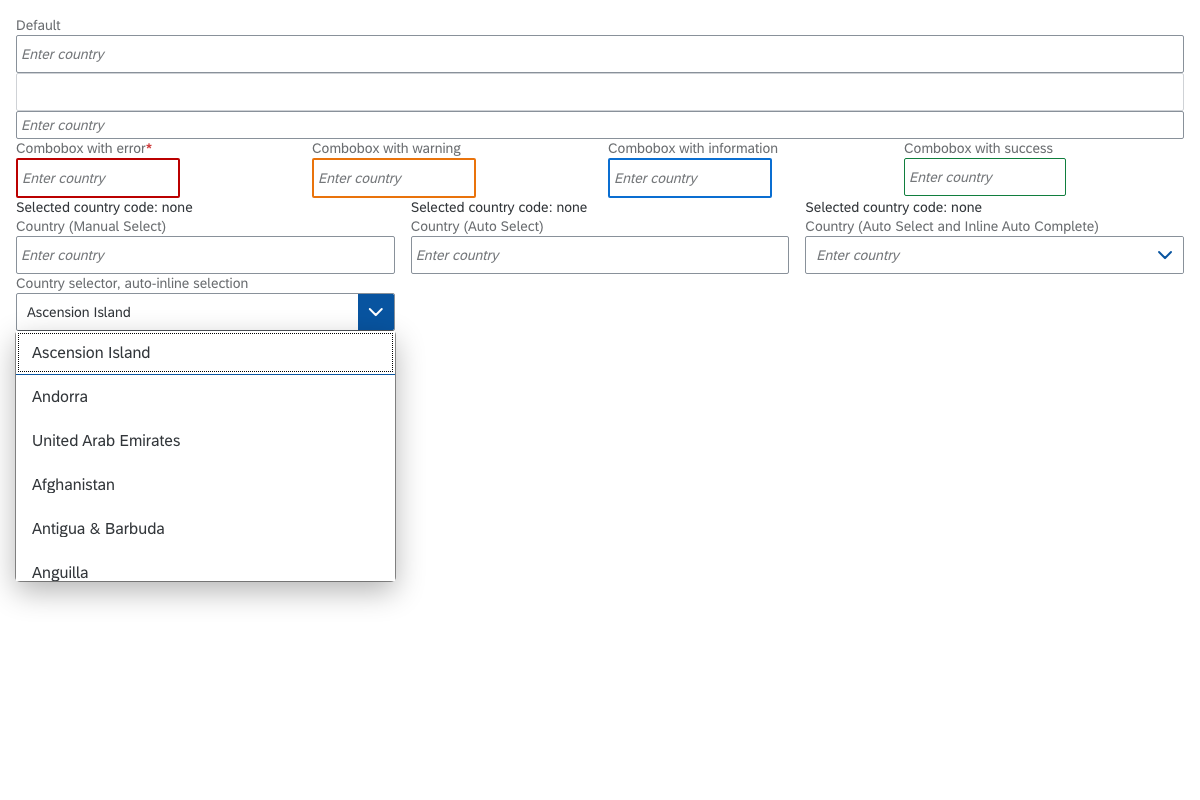 Default
Enter country
Enter country
Combobox with error*
Combobox with warning
Combobox with information
Combobox with success
Enter country
Enter country
Enter country
Enter country
Selected country code: none
Selected country code: none
Selected country code: none
Country (Manual Select)
Country (Auto Select)
Country (Auto Select and Inline Auto Complete)
Enter country
Enter country
Enter country
Country selector, auto-inline selection
Ascension Island
Ascension Island
Andorra
United Arab Emirates
Afghanistan
Antigua & Barbuda
Anguilla